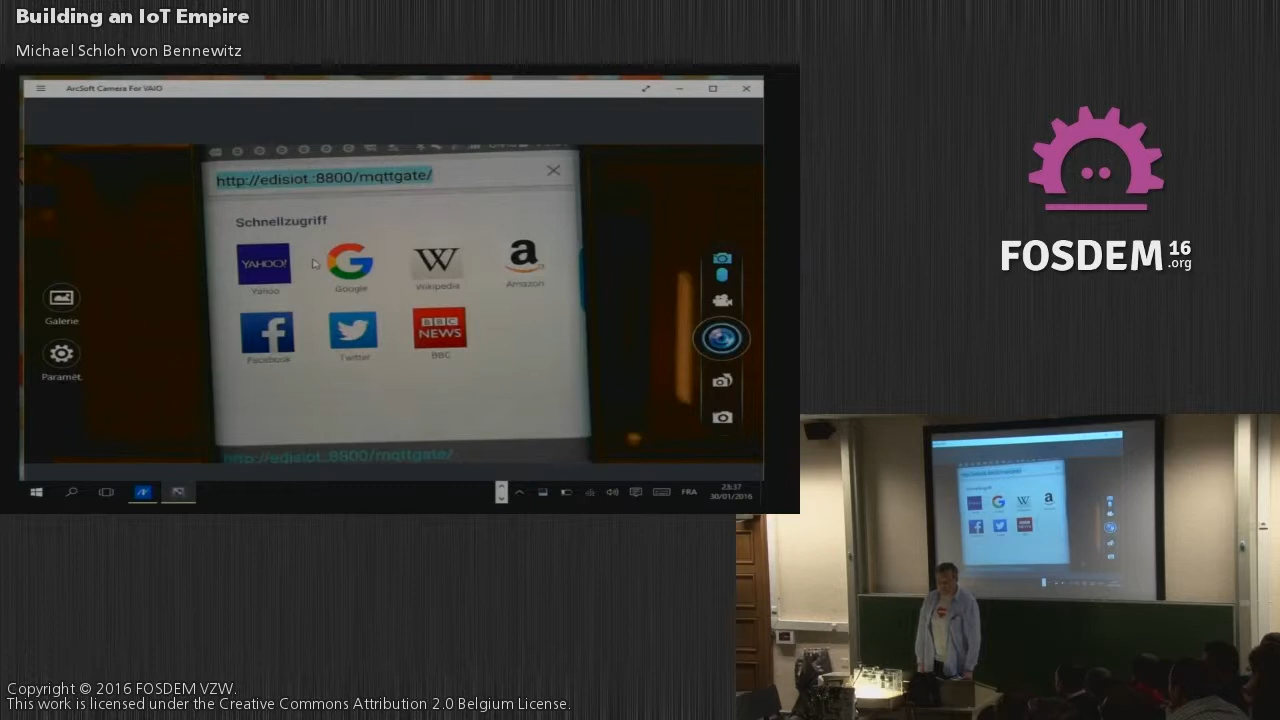 Building an IoT Empire
Michael Schloh von Bennewitz
ArcSoft Camera For VAIO
http://edisiot.:8800/mqttgate/
Schnellzugriff
YAHOO!
G
W
a
Yahoo
Google
Wikipedia
Amazon
f
BBC
NEWS
Facebook
Twitter
BBC
http://edisiot.:8800/mqttgate/
Galerie
Paramèt.
FRA
23:37
30/01/2016
FOSDEM 16
.org
Copyright © 2016 FOSDEM VZW.
This work is licensed under the Creative Commons Attribution 2.0 Belgium License.